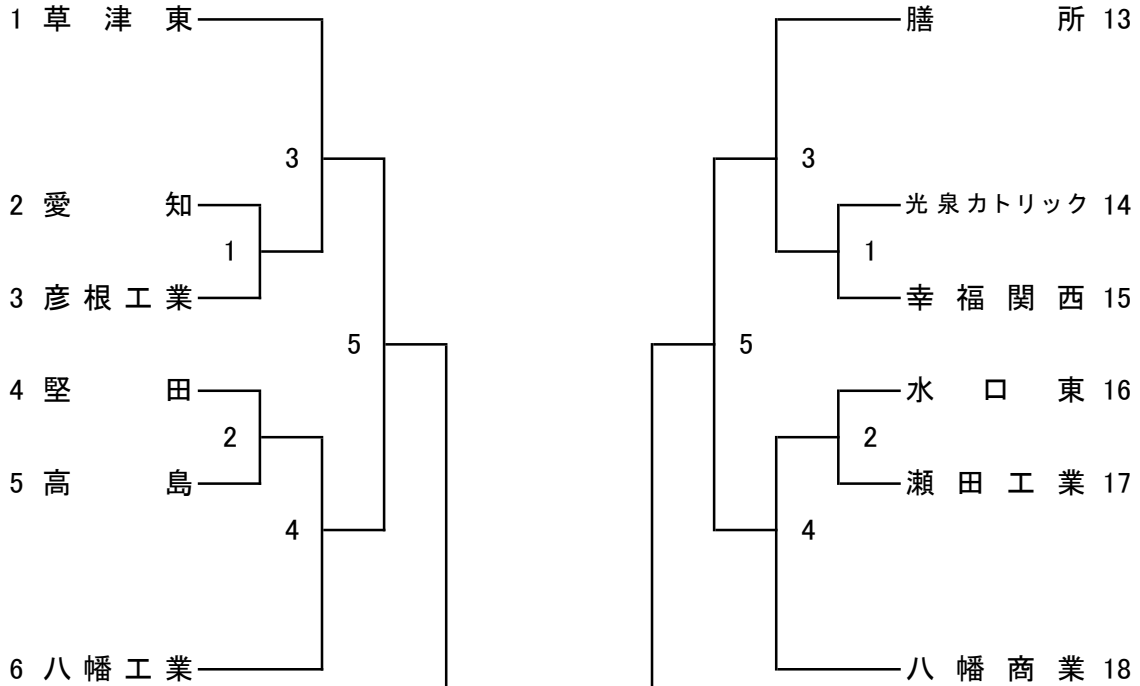 1 草津東
3
2 愛知
1
3 彦根工業
5
4 堅田
2
5 高島
4
6 八幡工業
膳所 13
3
光泉カトリック 14
1
幸福関西 15
5
水口東 16
2
瀬田工業 17
4
八幡商業 18